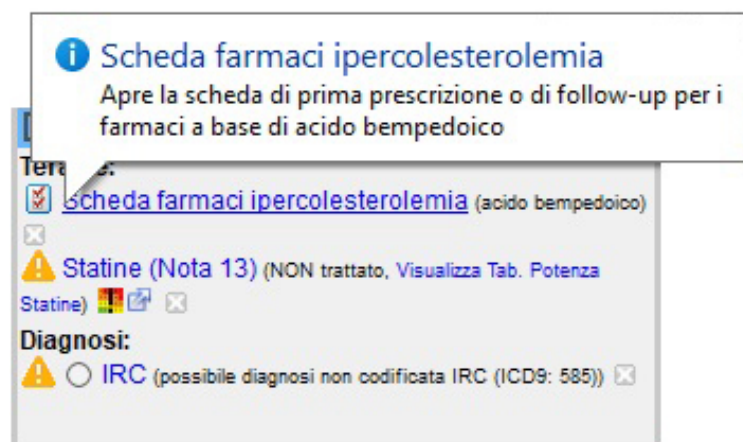 Scheda farmaci ipercolesterolemia
Apre la scheda di prima prescrizione o di follow-up per i
farmaci a base di acido bempedoico
Scheda farmaci ipercolesterolemia (acido bempedoico)
Statine (Nota 13) (NON trattato, Visualizza Tab. Potenza
Statine)
Diagnosi:
IRC (possibile diagnosi non codificata IRC (ICD9: 585))